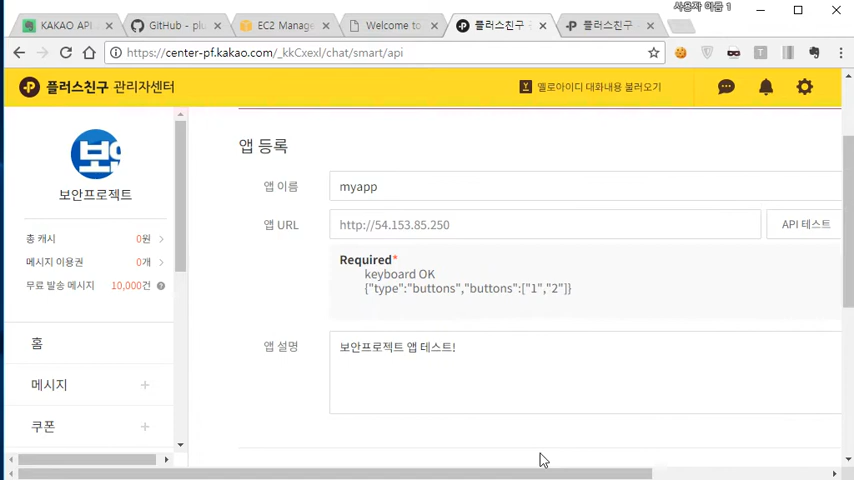 사용자 이름 1
KAKAO API
GitHub - plu
EC2 Manage
Welcome to
플러스친구
플러스친구 -
https://center-pf.kakao.com/_kkCxexl/chat/smart/api
플러스친구 관리자센터
옐로아이디 대화내용 불러오기
보안
보안프로젝트
총 캐시 0원
메시지 이용권 0개
무료 발송 메시지 10,000건
홈
메시지
쿠폰
앱 등록
앱 이름 myapp
앱 URL http://54.153.85.250 API 테스트
Required*
keyboard OK
{"type":"buttons","buttons":["1","2"]}
앱 설명 보안프로젝트 앱 테스트!